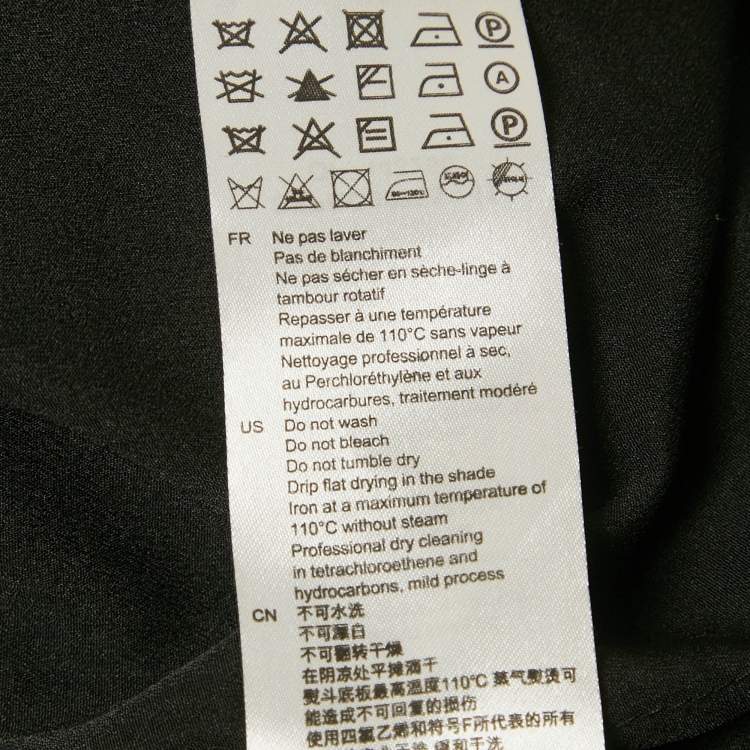 P
A
P
FR Ne pas laver
Pas de blanchiment
Ne pas sécher en sèche-linge à
tambour rotatif
Repasser à une température
maximale de 110°C sans vapeur
Nettoyage professionnel à sec,
au Perchloréthylène et aux
hydrocarbures, traitement modéré
US Do not wash
Do not bleach
Do not tumble dry
Drip flat drying in the shade
Iron at a maximum temperature of
110°C without steam
Professional dry cleaning
in tetrachloroethene and
hydrocarbons, mild process
CN 不可水洗
不可漂白
不可翻转干燥
在阴凉处平摊滴干
熨斗底板最高温度110°C 蒸气熨烫可
能造成不可回复的损伤
使用四氯乙烯和符号F所代表的所有
缓和干洗